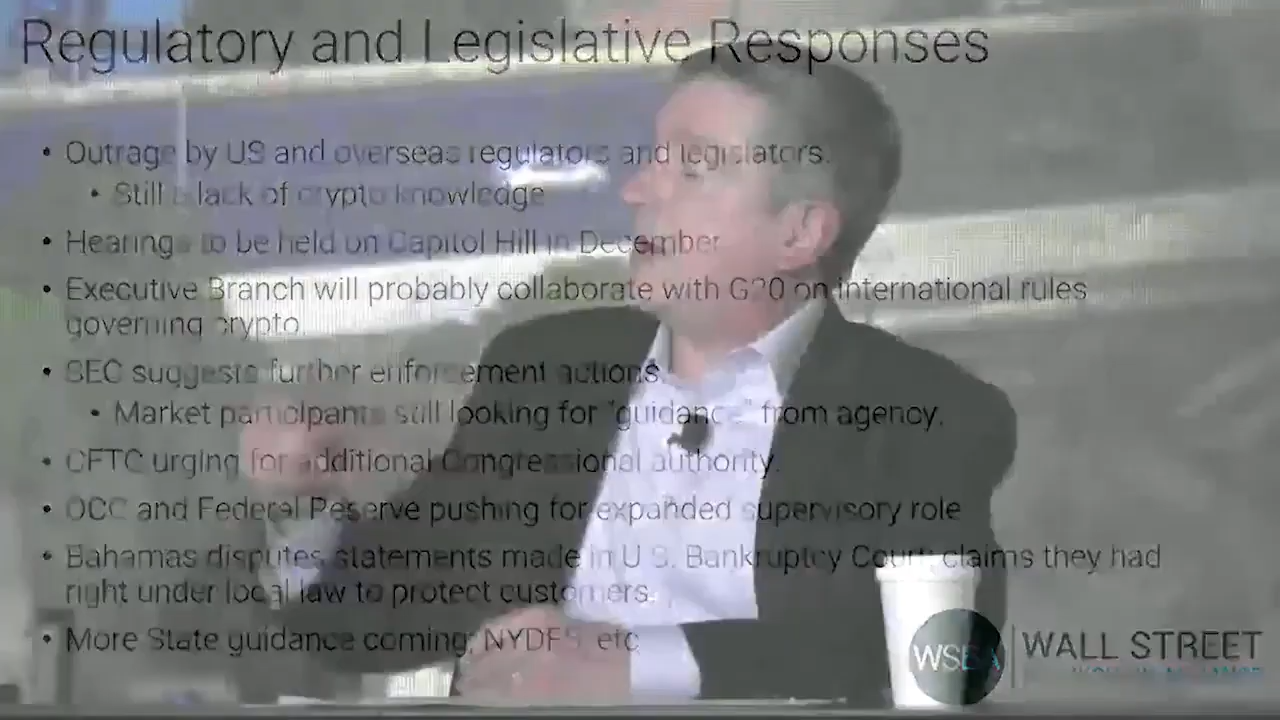 Regulatory and Legislative Responses
• Outrage by US and overseas regulators and legislators.
• Still a lack of crypto knowledge
• Hearings to be held on Capitol Hill in December
• Executive Branch will probably collaborate with G20 on international rules
governing crypto.
• SEC suggests further enforcement actions.
• Market participants still looking for "guidance" from agency.
• CFTC urging for additional Congressional authority.
• OCC and Federal Reserve pushing for expanded supervisory role
• Bahamas disputes statements made in U.S. Bankruptcy Court, claims they had
right under local law to protect customers.
• More State guidance coming; NYDFS, etc
WSBA
WALL STREET